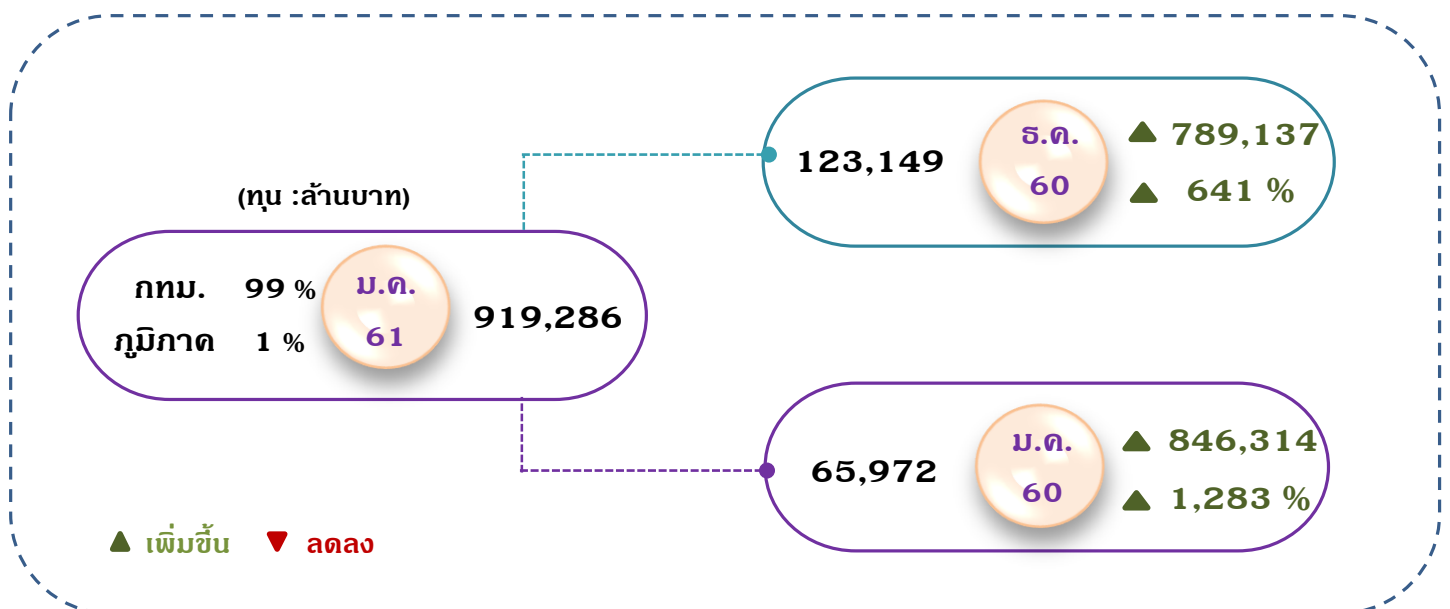 (ทุน :ล้านบาท)
กทม. 99 %
ภูมิภาค 1 %
ม.ค.
61
919,286
123,149
ธ.ค.
60
▲ 789,137
▲ 641 %
65,972
ม.ค.
60
▲ 846,314
▲ 1,283 %
▲ เพิ่มขึ้น ▼ ลดลง